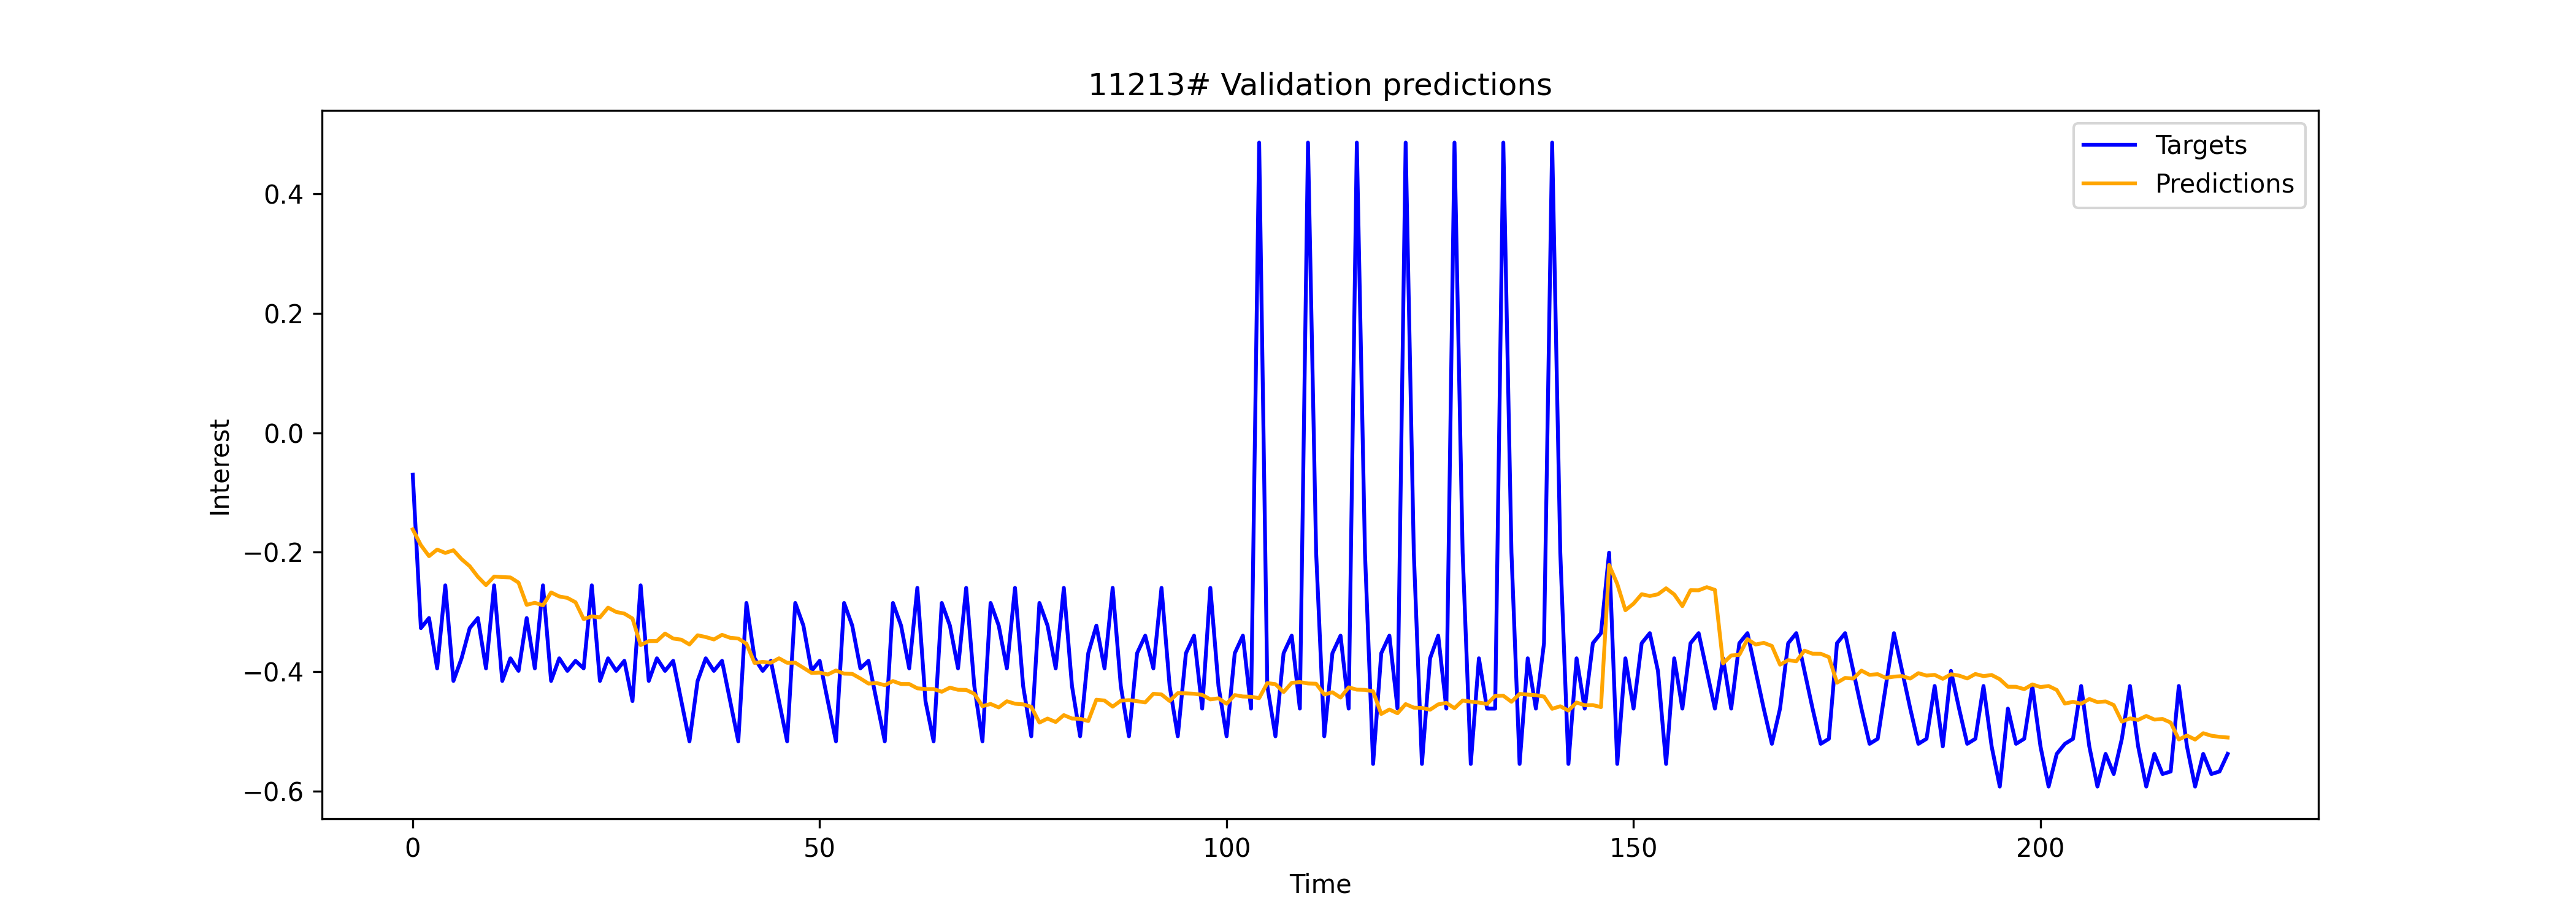 11213# Validation predictions
Targets
Predictions
0.4
0.2
0.0
−0.2
−0.4
−0.6
Interest
0 50 100 150 200
Time